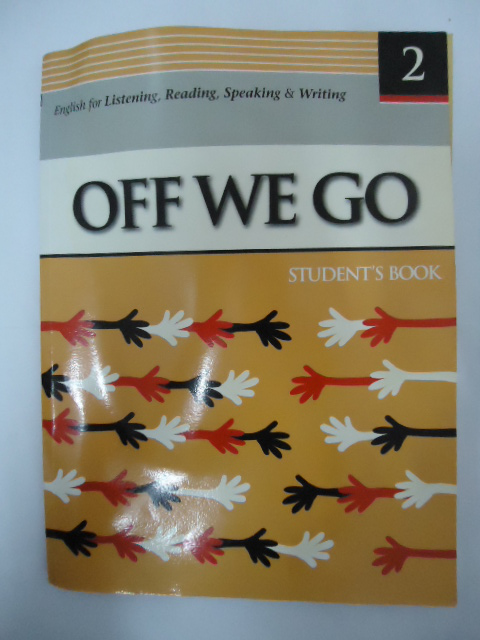 2
English for Listening, Reading, Speaking & Writing
OFF WE GO
STUDENT'S BOOK